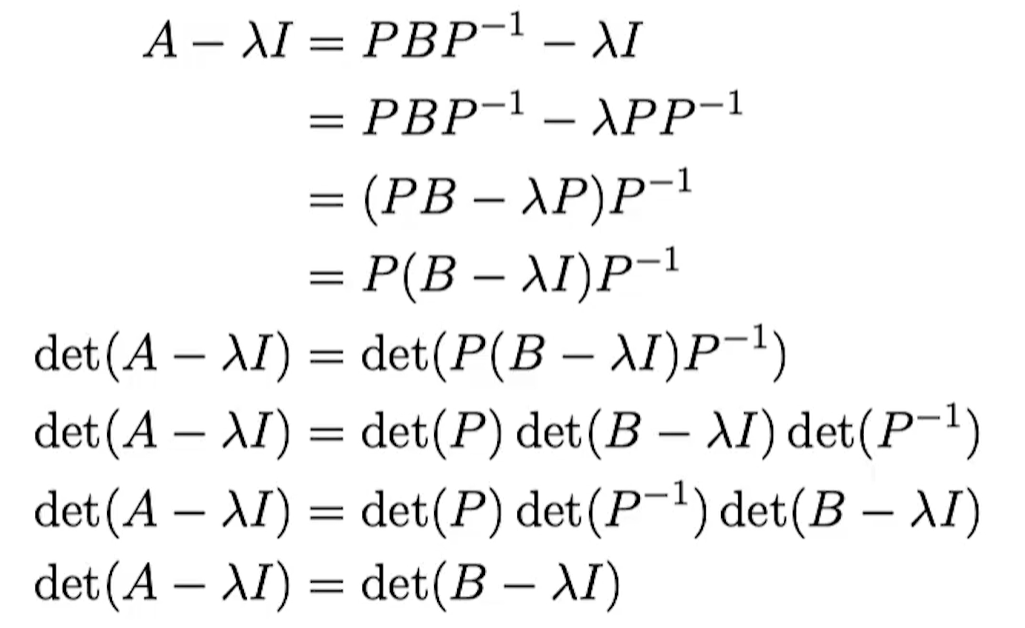 A − λI = PBP⁻¹ − λI
= PBP⁻¹ − λPP⁻¹
= (PB − λP)P⁻¹
= P(B − λI)P⁻¹
det(A − λI) = det(P(B − λI)P⁻¹)
det(A − λI) = det(P) det(B − λI) det(P⁻¹)
det(A − λI) = det(P) det(P⁻¹) det(B − λI)
det(A − λI) = det(B − λI)